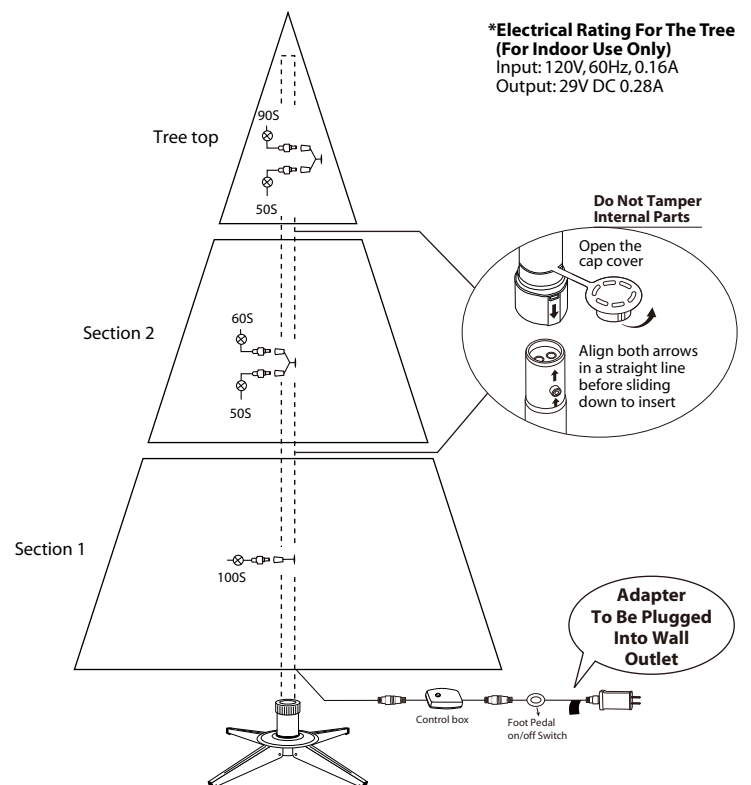 *Electrical Rating For The Tree
(For Indoor Use Only)
Input: 120V, 60Hz, 0.16A
Output: 29V DC 0.28A
90S
Tree top
50S
Do Not Tamper
Internal Parts
Open the
cap cover
60S
Section 2
50S
Align both arrows
in a straight line
before sliding
down to insert
Section 1
100S
Adapter
To Be Plugged
Into Wall
Outlet
Control box
Foot Pedal
on/off Switch